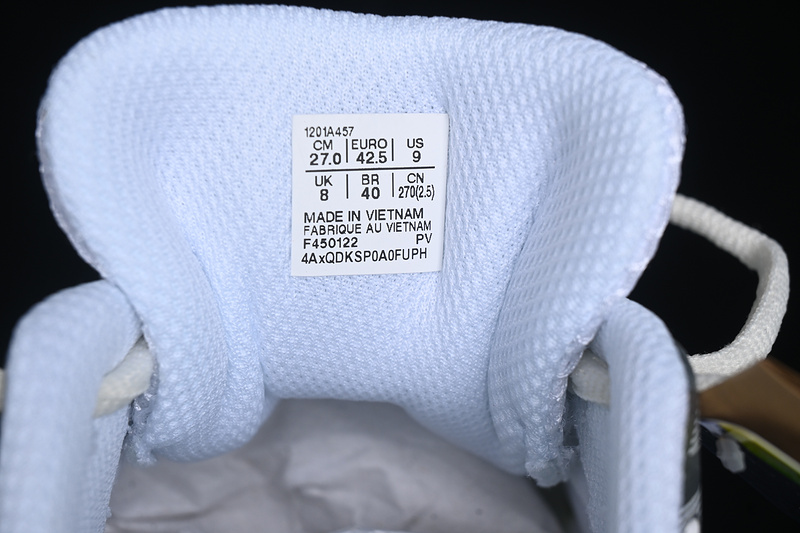 1201A457
CM EURO US
27.0 42.5 9
UK BR CN
8 40 270(2.5)
MADE IN VIETNAM
FABRIQUE AU VIETNAM
F450122 PV
4AxQDKSP0A0FUPH